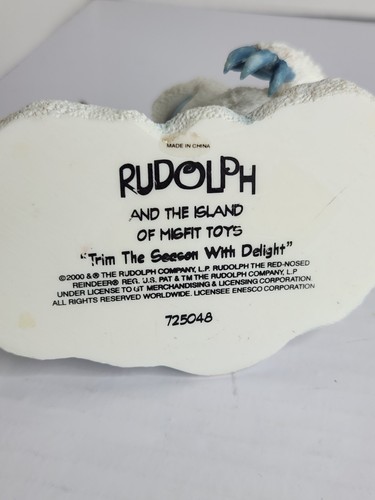 MADE IN CHINA
RUDOLPH
AND THE ISLAND
OF MISFIT TOYS
"Trim The Season With Delight"
©2000 & ® THE RUDOLPH COMPANY, L.P. RUDOLPH THE RED-NOSED
REINDEER® REG. U.S. PAT & TM THE RUDOLPH COMPANY, L.P
UNDER LICENSE TO GT MERCHANDISING & LICENSING CORPORATION
ALL RIGHTS RESERVED WORLDWIDE. LICENSEE ENESCO CORPORATION
725048